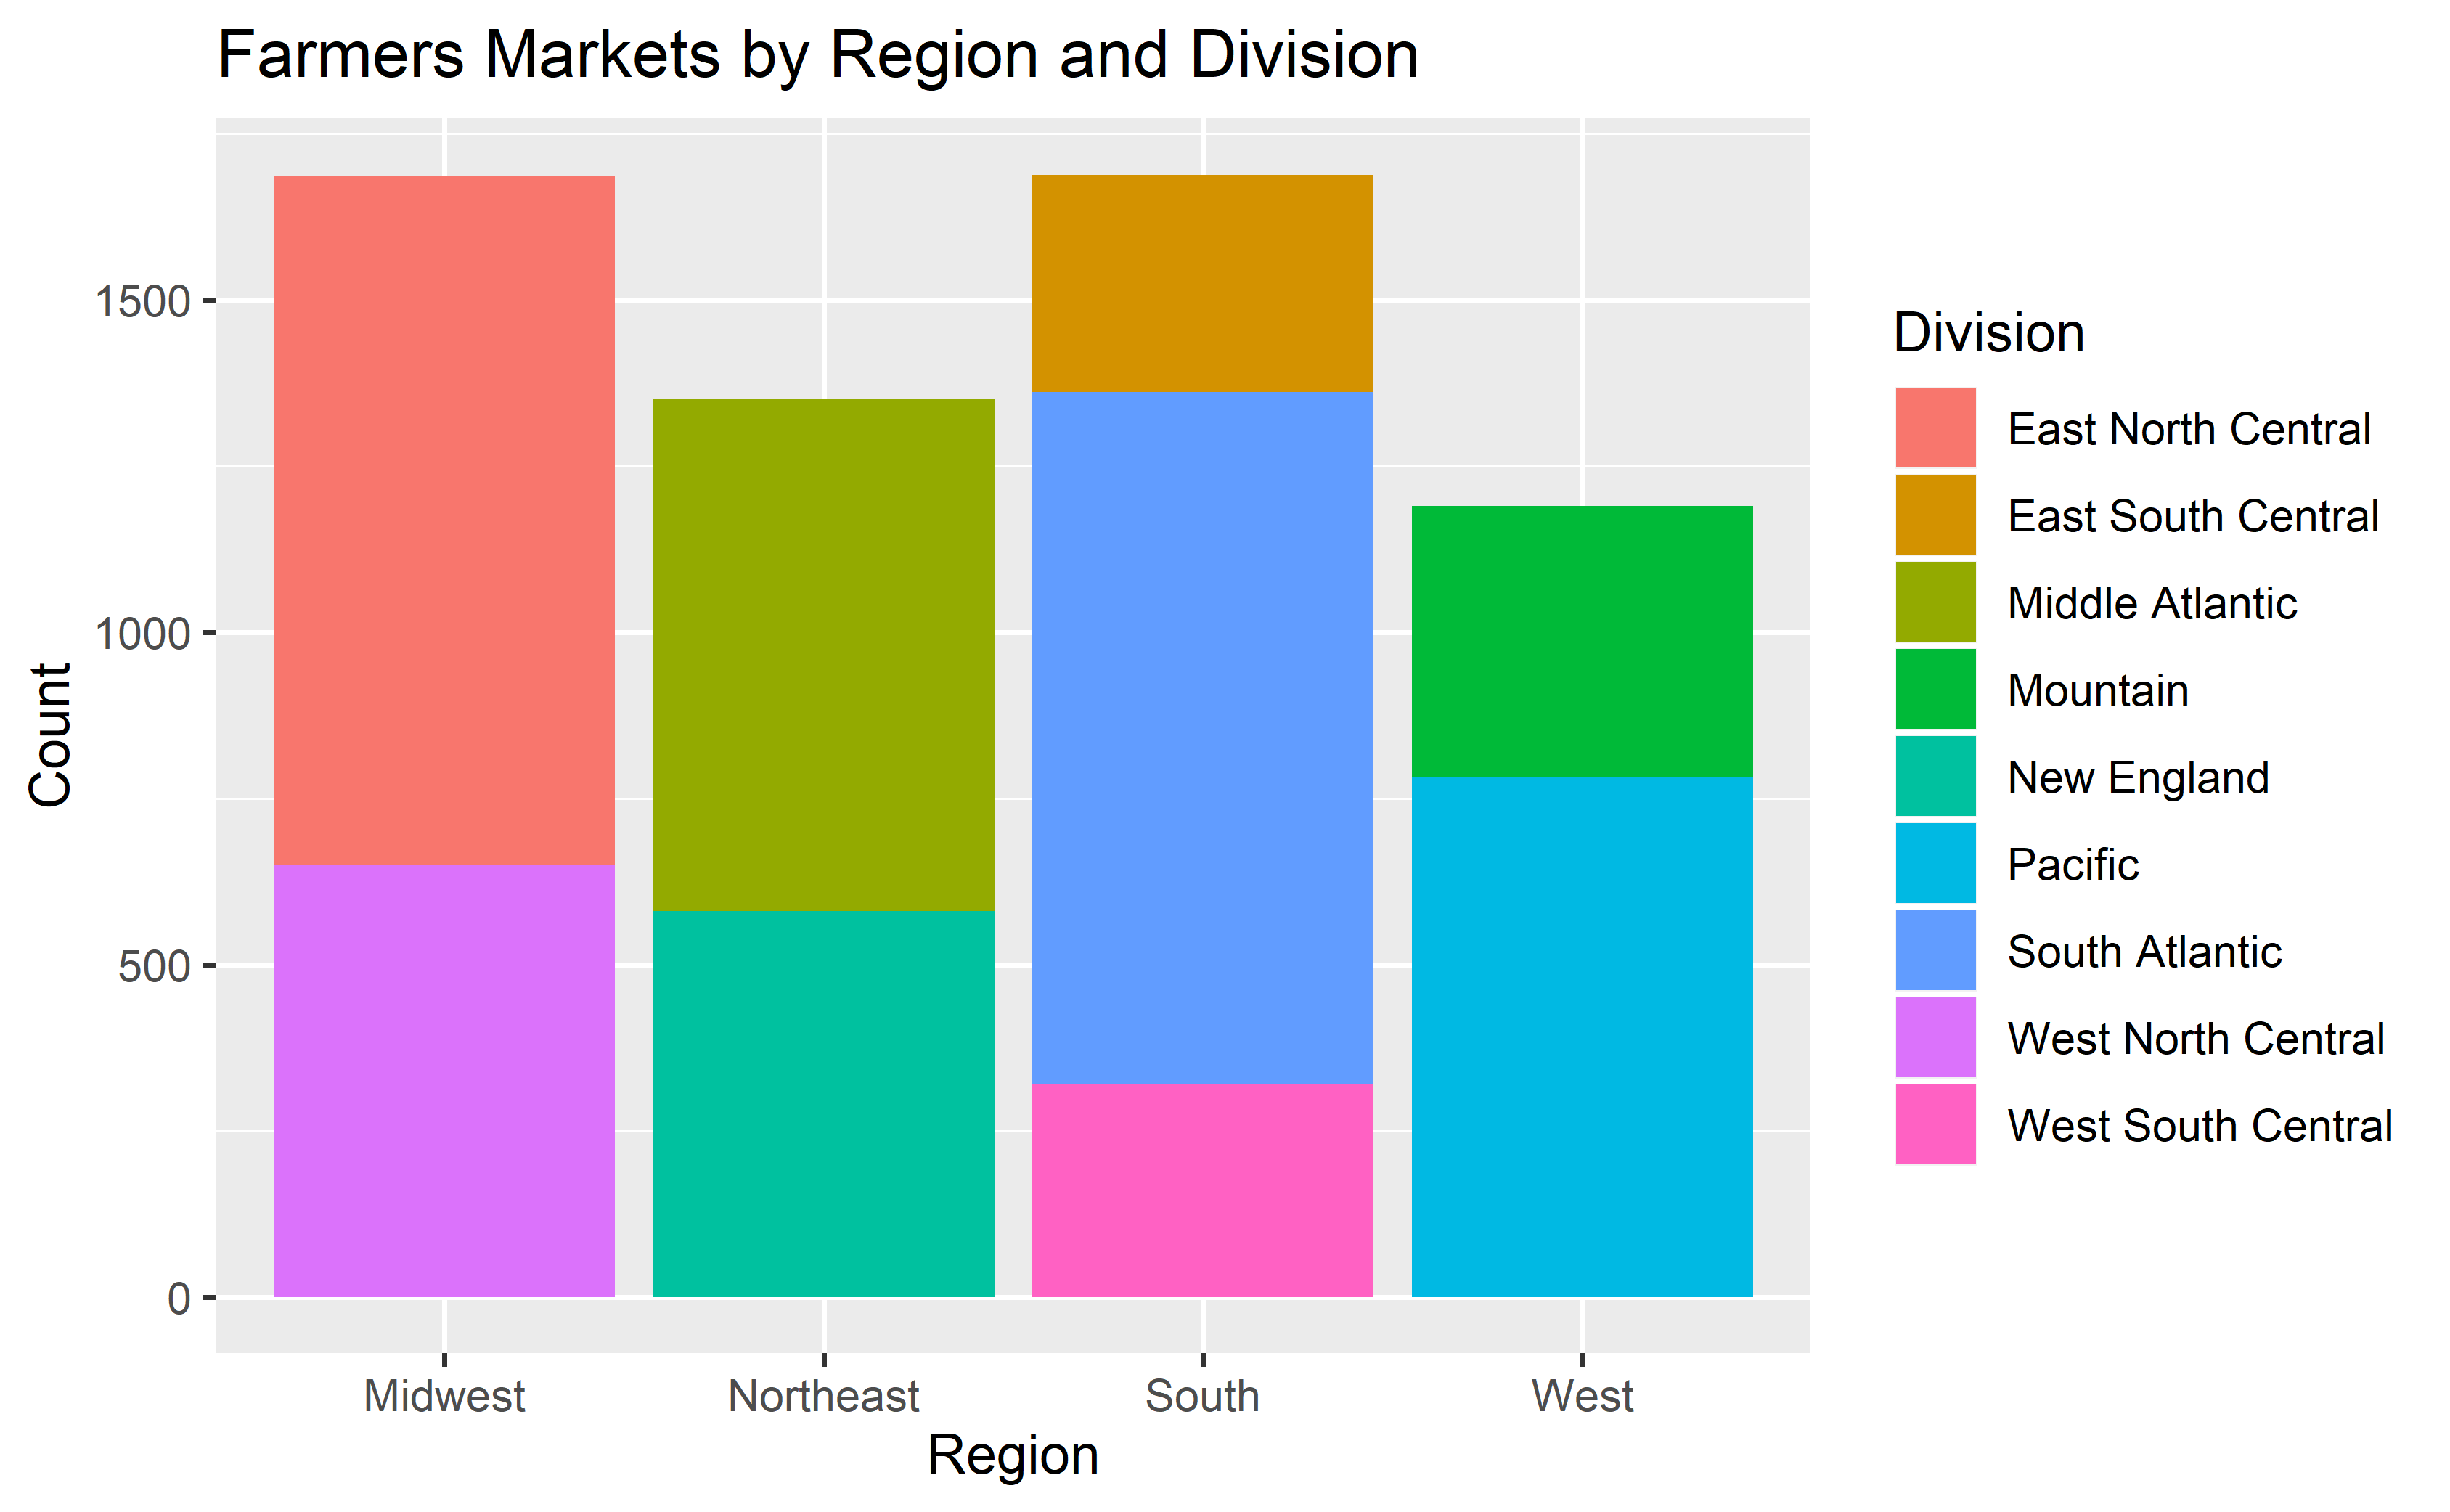 Farmers Markets by Region and Division
Count
1500
1000
500
0
Midwest
Northeast
South
West
Region
Division
East North Central
East South Central
Middle Atlantic
Mountain
New England
Pacific
South Atlantic
West North Central
West South Central